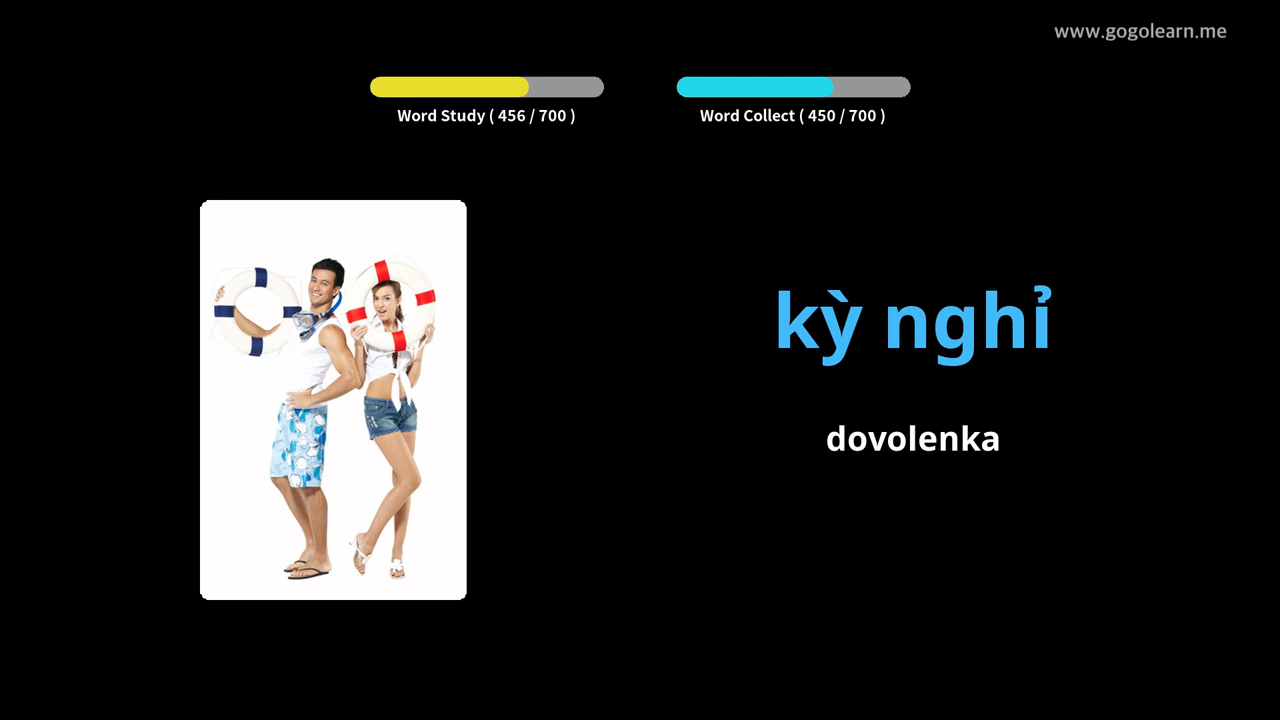 www.gogolearn.me
Word Study ( 456 / 700 )
Word Collect ( 450 / 700 )
kỳ nghỉ
dovolenka